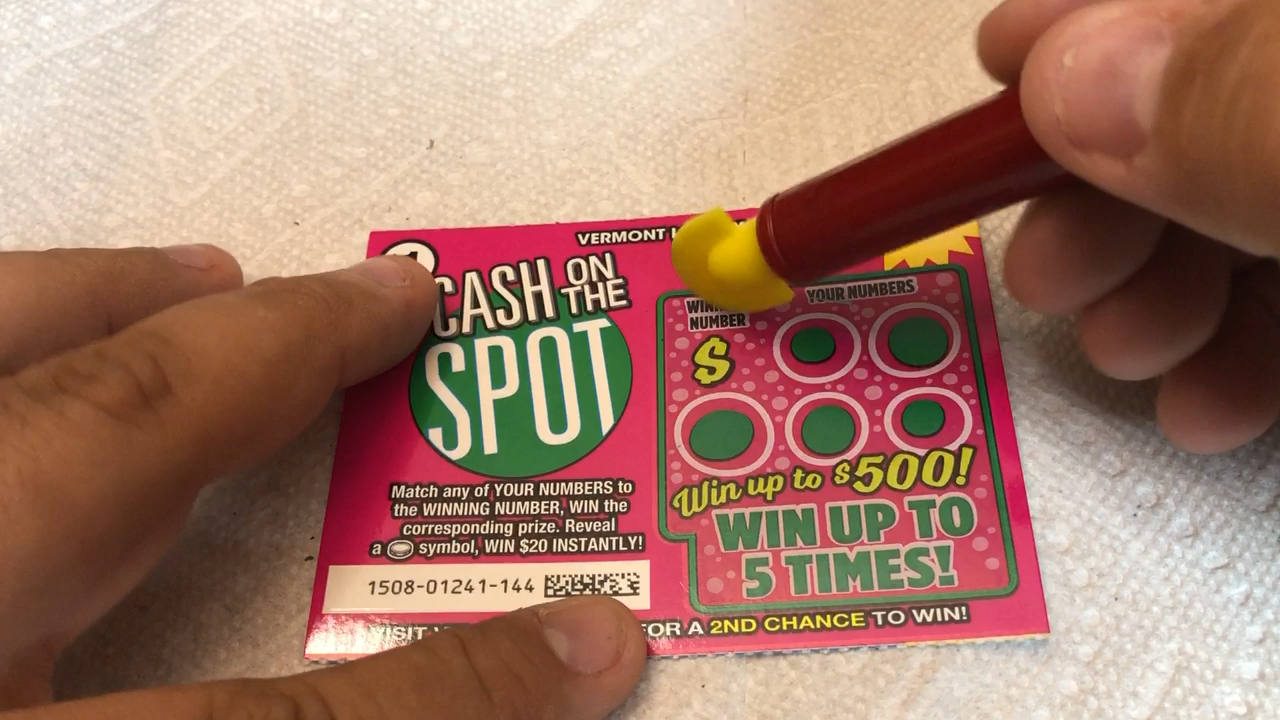 VERMONT
CASH ON
THE
SPOT
Match any of YOUR NUMBERS to
the WINNING NUMBER, WIN the
corresponding prize. Reveal
a symbol, WIN $20 INSTANTLY!
1508-01241-144
FOR A 2ND CHANCE TO WIN!
NUMBER
YOUR NUMBERS
$
Win up to $500!
WIN UP TO
5 TIMES!